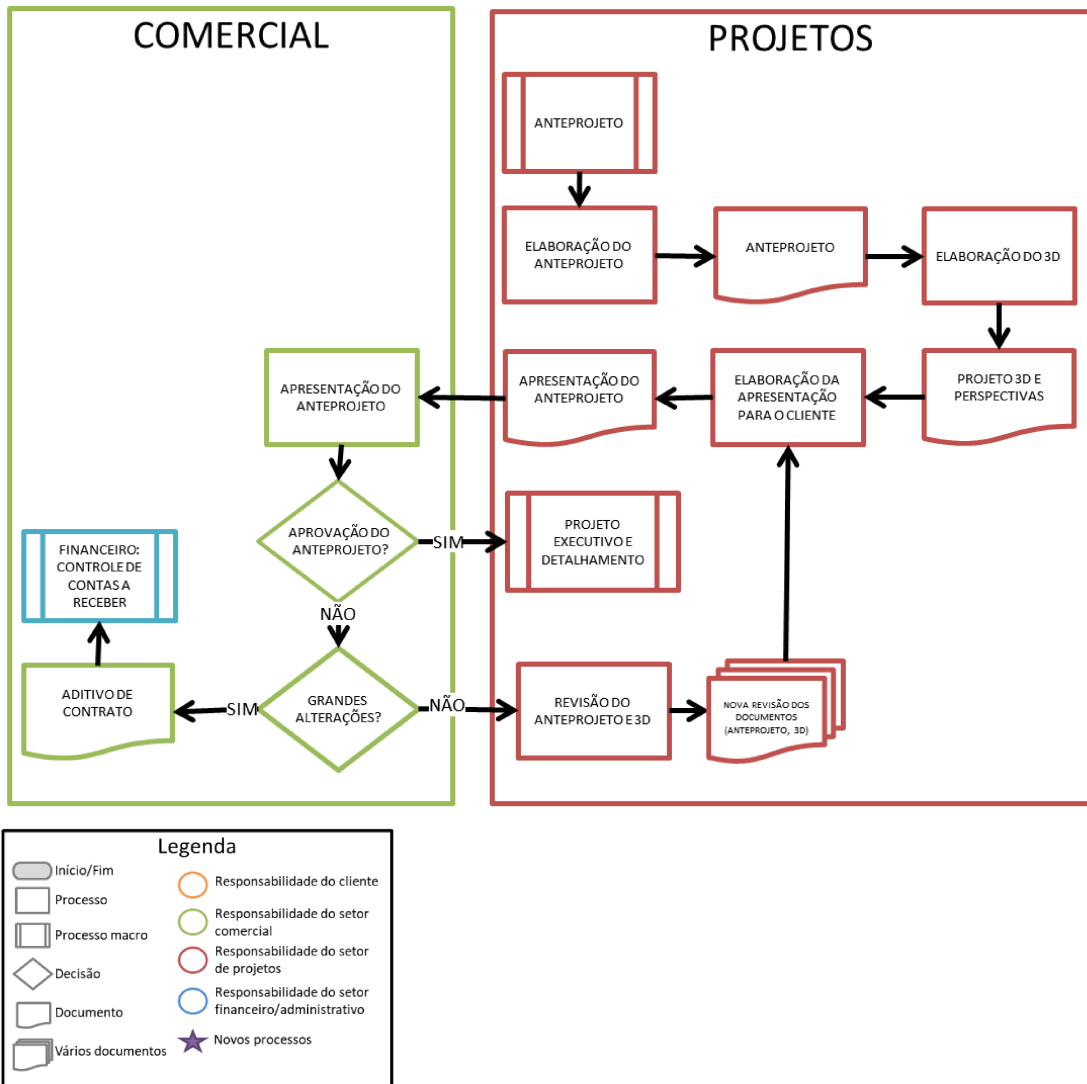 COMERCIAL
PROJETOS
ANTEPROJETO
ELABORAÇÃO DO
ANTEPROJETO
ANTEPROJETO
ELABORAÇÃO DO 3D
APRESENTAÇÃO DO
ANTEPROJETO
APRESENTAÇÃO DO
ANTEPROJETO
ELABORAÇÃO DA
APRESENTAÇÃO
PARA O CLIENTE
PROJETO 3D E
PERSPECTIVAS
APROVAÇÃO DO
ANTEPROJETO?
SIM
PROJETO
EXECUTIVO E
DETALHAMENTO
FINANCEIRO:
CONTROLE DE
CONTAS A
RECEBER
NÃO
ADITIVO DE
CONTRATO
SIM
GRANDES
ALTERAÇÕES?
NÃO
REVISÃO DO
ANTEPROJETO E 3D
NOVA REVISÃO DOS
DOCUMENTOS
(ANTEPROJETO, 3D)
Legenda
Início/Fim
Processo
Processo macro
Decisão
Documento
Vários documentos
Responsabilidade do cliente
Responsabilidade do setor
comercial
Responsabilidade do setor
de projetos
Responsabilidade do setor
financeiro/administrativo
Novos processos